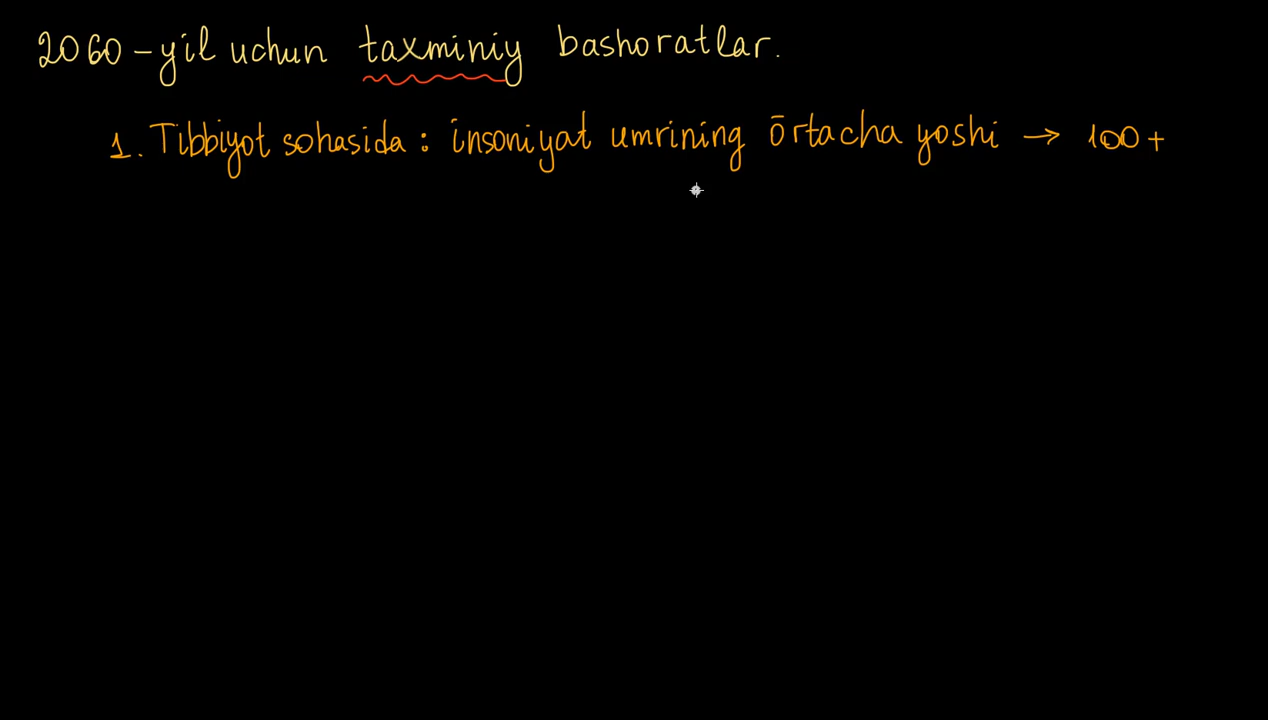 2060-yil uchun taxminiy bashoratlar.
1. Tibbiyot sohasida: insoniyat umrining ōrtacha yoshi → 100+